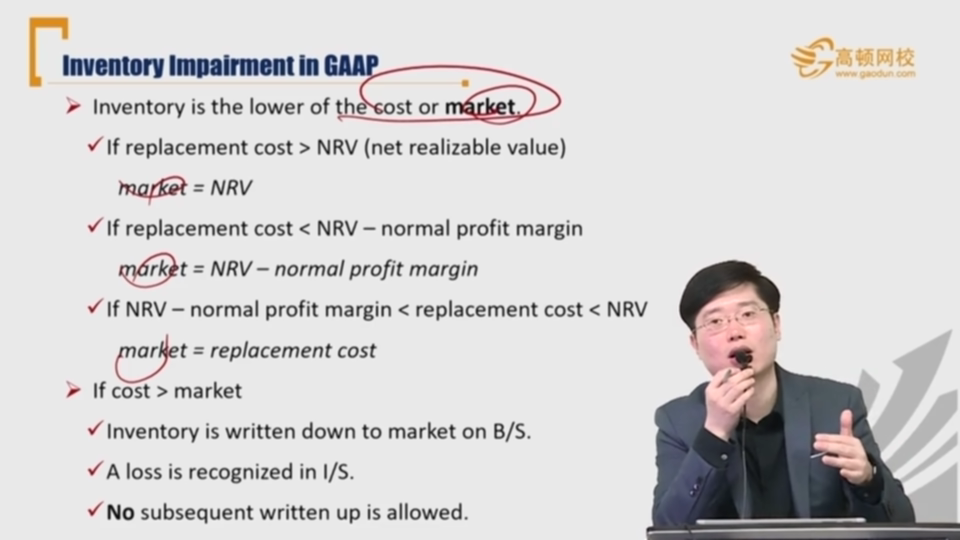 Inventory Impairment in GAAP
高顿网校
www.gaodun.com
Inventory is the lower of the cost or market.
If replacement cost > NRV (net realizable value)
market = NRV
If replacement cost < NRV – normal profit margin
market = NRV – normal profit margin
If NRV – normal profit margin < replacement cost < NRV
market = replacement cost
If cost > market
Inventory is written down to market on B/S.
A loss is recognized in I/S.
No subsequent written up is allowed.